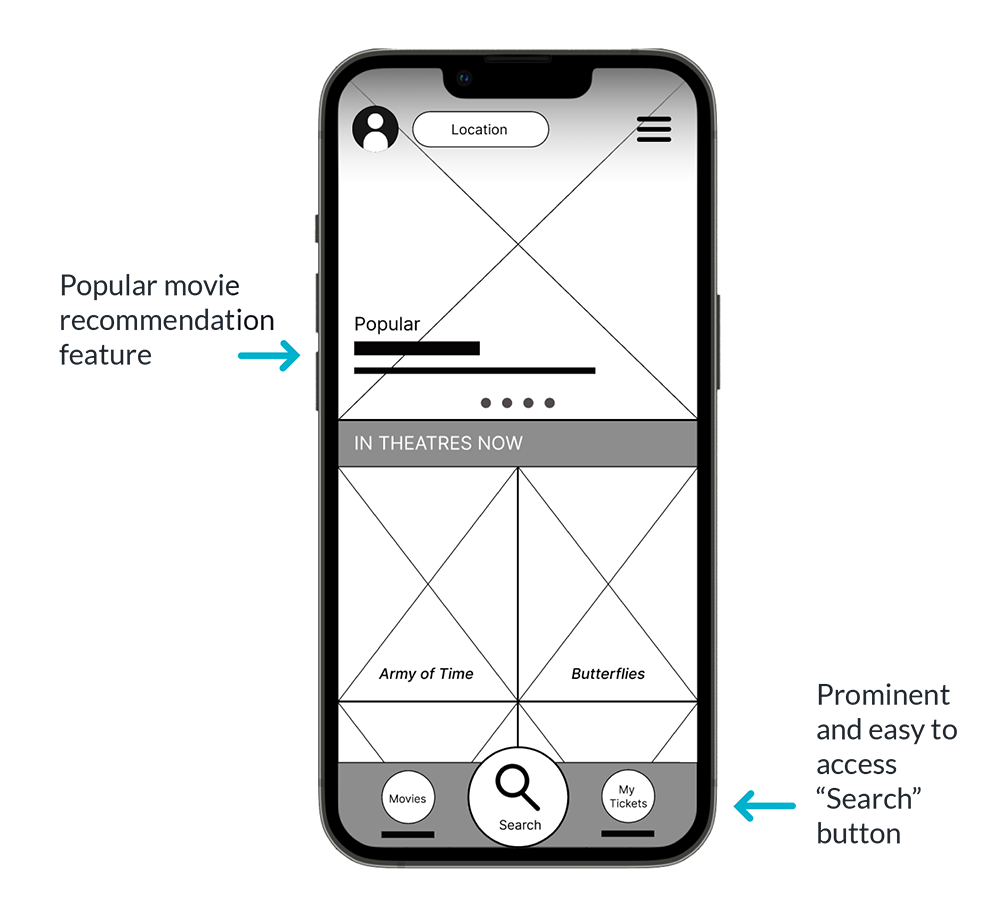 Location
Popular movie
recommendation
feature
Popular
IN THEATRES NOW
Army of Time
Butterflies
Prominent
and easy to
access
“Search”
button
Movies
Search
My
Tickets